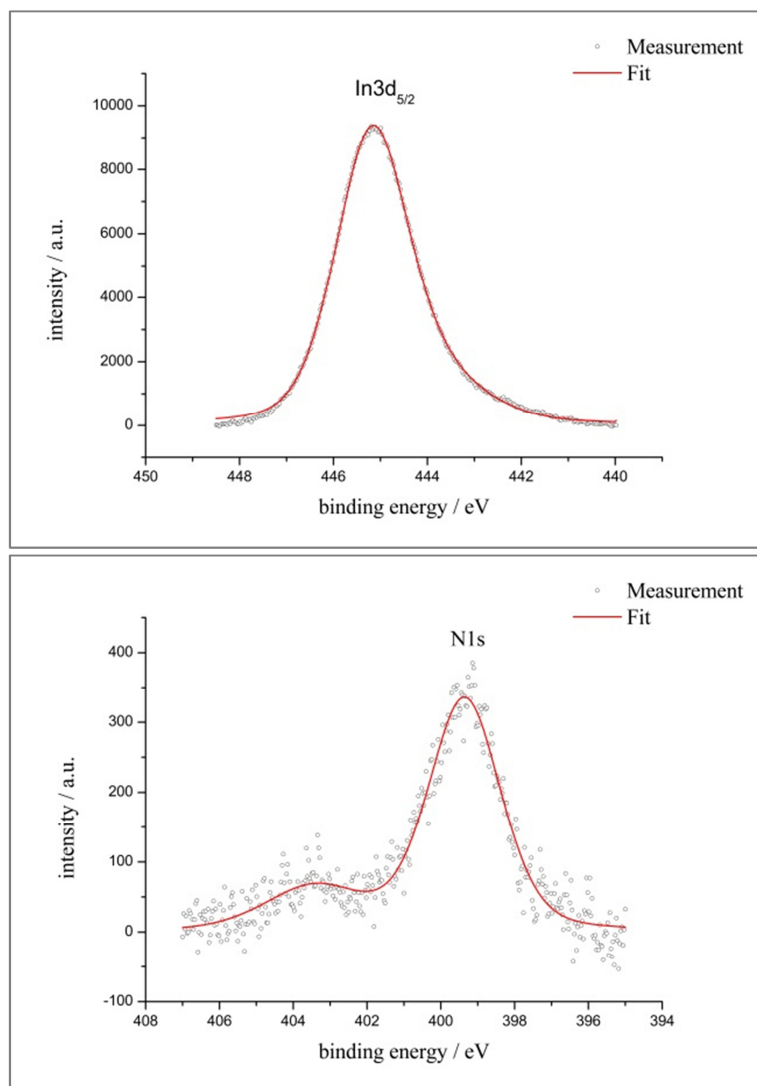 Measurement
Fit
In3d5/2
10000
8000
6000
4000
2000
0
intensity / a.u.
450 448 446 444 442 440
binding energy / eV
Measurement
Fit
N1s
400
300
200
100
0
-100
intensity / a.u.
408 406 404 402 400 398 396 394
binding energy / eV